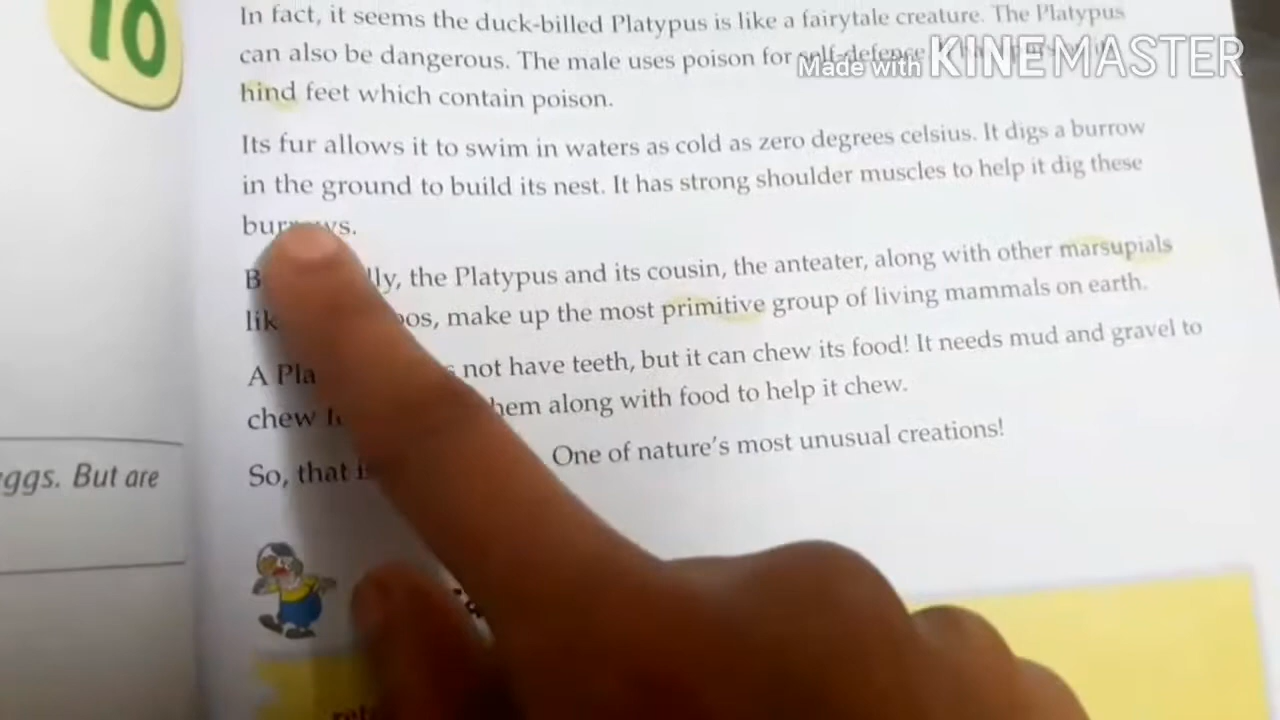 10
In fact, it seems the duck-billed Platypus is like a fairytale creature. The Platypus
can also be dangerous. The male uses poison for self-defence
Made with KINEMASTER
hind feet which contain poison.
Its fur allows it to swim in waters as cold as zero degrees celsius. It digs a burrow
in the ground to build its nest. It has strong shoulder muscles to help it dig these
burrows.
the Platypus and its cousin, the anteater, along with other marsupials
make up the most primitive group of living mammals on earth.
A not have teeth, but it can chew its food! It needs mud and gravel to
chew along with food to help it chew.
So, that One of nature's most unusual creations!
eggs. But are